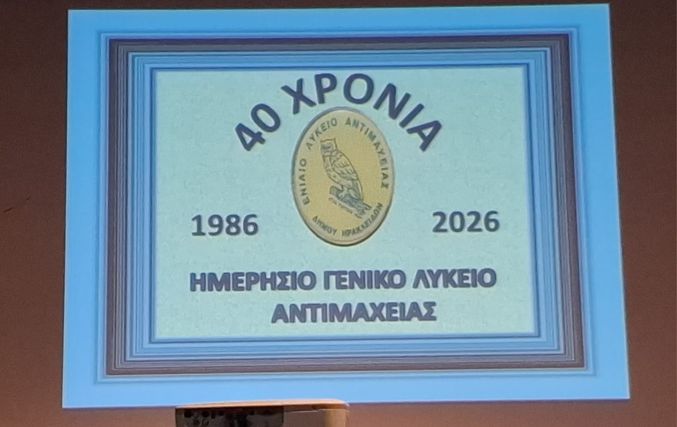 40 ΧΡΟΝΙΑ
ΕΝΙΑΙΟ ΛΥΚΕΙΟ ΑΝΤΙΜΑΧΕΙΑΣ
ΔΗΜΟΥ ΗΡΑΚΛΕΙΔΩΝ
1986 2026
ΗΜΕΡΗΣΙΟ ΓΕΝΙΚΟ ΛΥΚΕΙΟ
ΑΝΤΙΜΑΧΕΙΑΣ